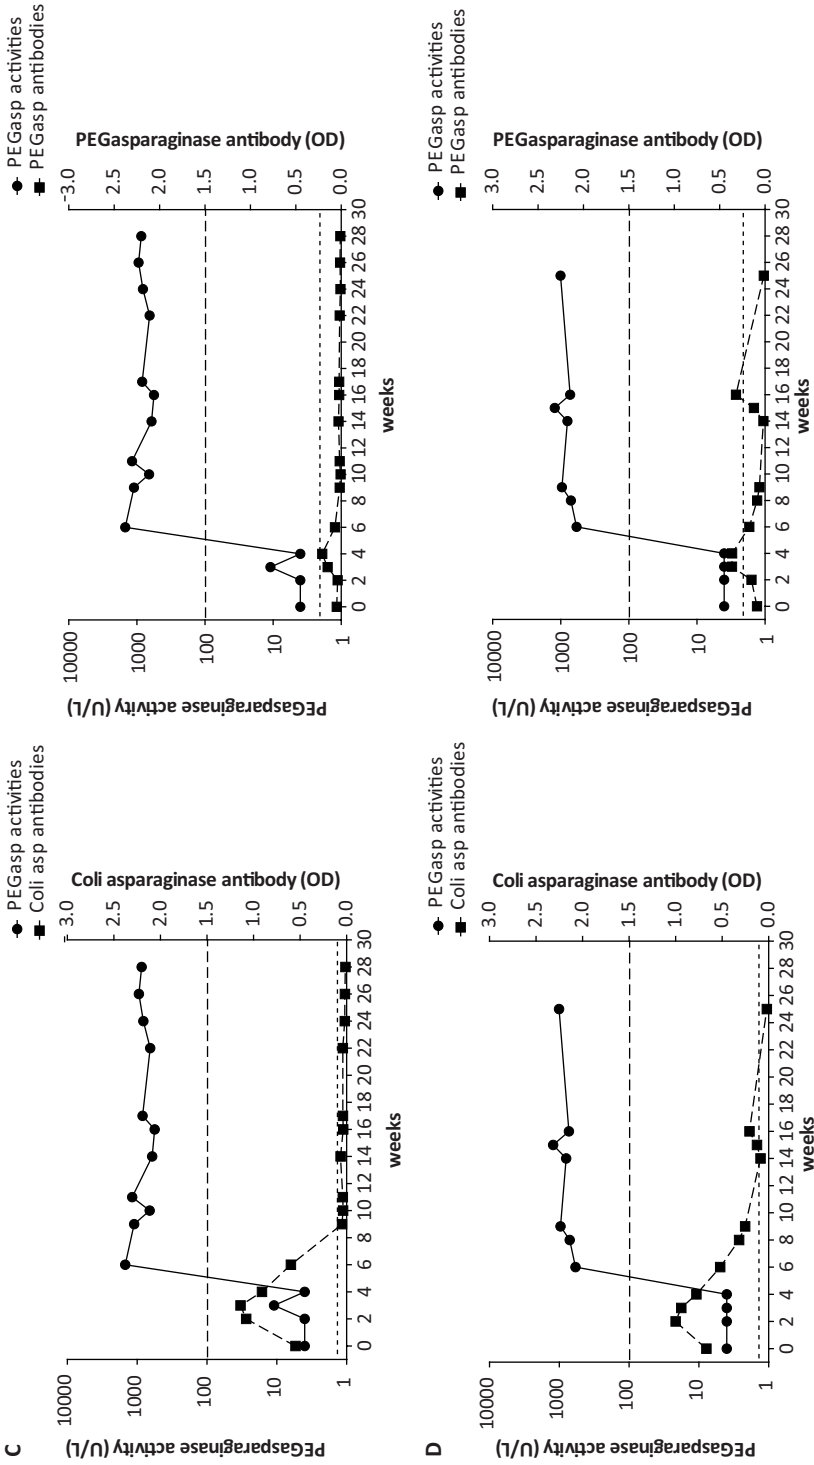 C
PEGasp activities
Coli asp antibodies
PEGasparaginase activity (U/L)
10000
1000
100
10
1
Coli asparaginase antibody (OD)
3.0
2.5
2.0
1.5
1.0
0.5
0.0
0 2 4 6 8 10 12 14 16 18 20 22 24 26 28 30
weeks
PEGasp activities
PEGasp antibodies
PEGasparaginase activity (U/L)
10000
1000
100
10
1
PEGasparaginase antibody (OD)
3.0
2.5
2.0
1.5
1.0
0.5
0.0
0 2 4 6 8 10 12 14 16 18 20 22 24 26 28 30
weeks
D
PEGasp activities
Coli asp antibodies
PEGasparaginase activity (U/L)
10000
1000
100
10
1
Coli asparaginase antibody (OD)
3.0
2.5
2.0
1.5
1.0
0.5
0.0
0 2 4 6 8 10 12 14 16 18 20 22 24 26 28 30
weeks
PEGasp activities
PEGasp antibodies
PEGasparaginase activity (U/L)
10000
1000
100
10
1
PEGasparaginase antibody (OD)
3.0
2.5
2.0
1.5
1.0
0.5
0.0
0 2 4 6 8 10 12 14 16 18 20 22 24 26 28 30
weeks